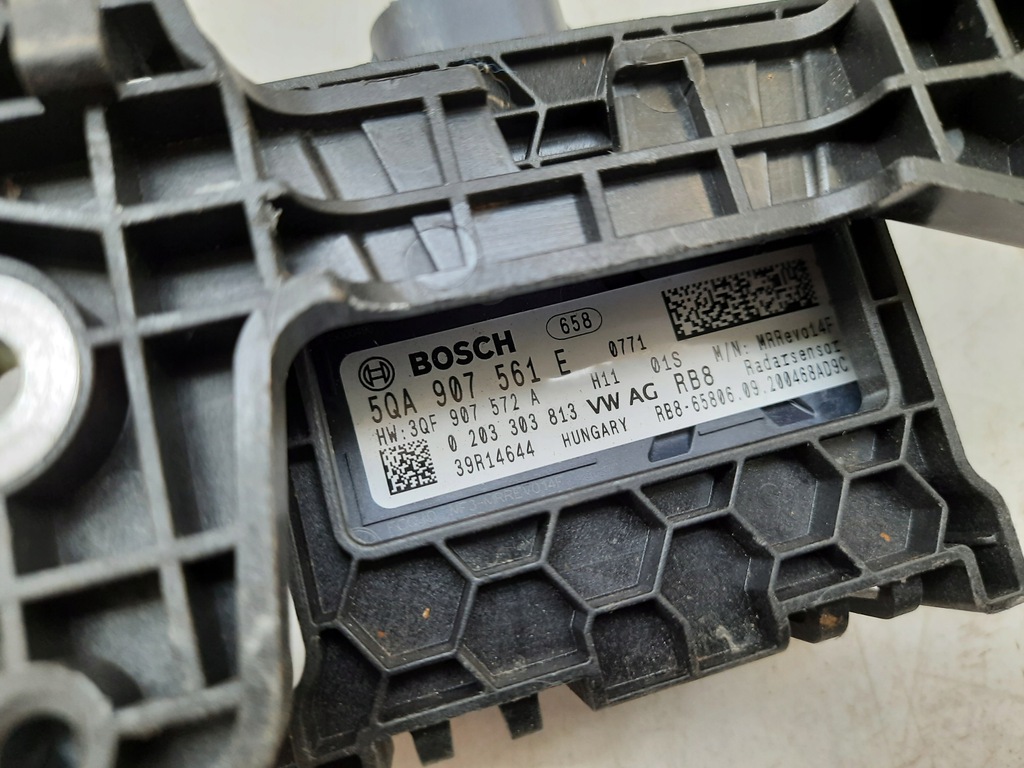 BOSCH 658
5QA 907 561 E 0771
HW:3QF 907 572 A H11 01S M/N: MRRevo14F
0 203 303 813 VW AG RB8 Radarsensor
39R14644 HUNGARY RB8-65806.09.200468AD9C